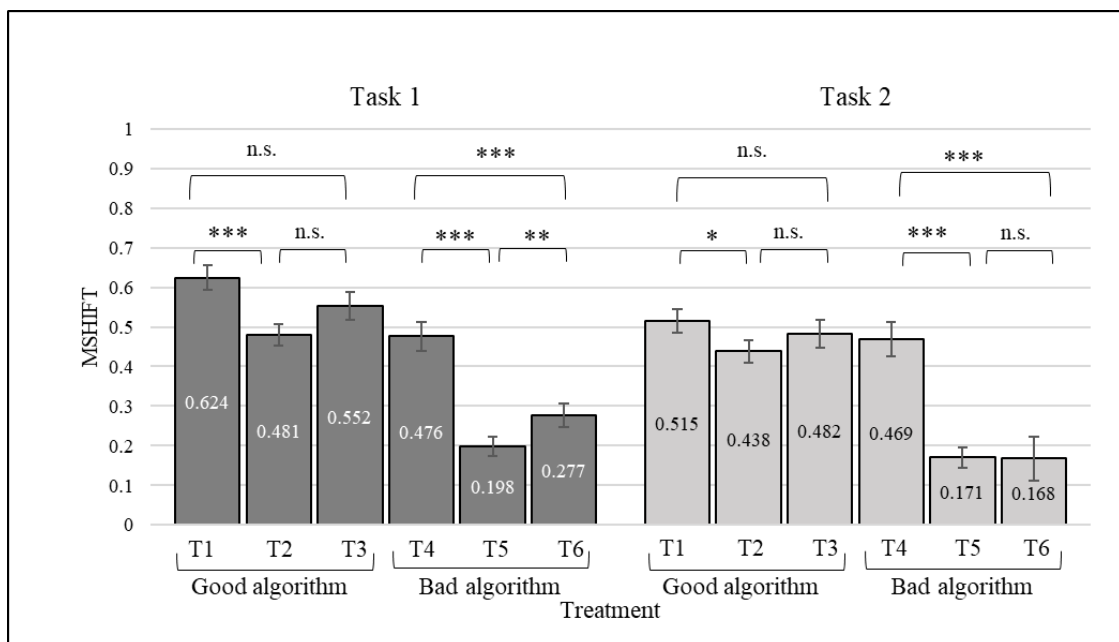 Task 1 Task 2
1
n.s. *** n.s. ***
0.9
0.8
*** n.s. *** ** * n.s. *** n.s.
0.7
0.6
0.5
0.4
0.3
0.2
0.1
0
MSHIFT
0.624 0.481 0.552 0.476 0.198 0.277 0.515 0.438 0.482 0.469 0.171 0.168
T1 T2 T3 T4 T5 T6 T1 T2 T3 T4 T5 T6
Good algorithm Bad algorithm Good algorithm Bad algorithm
Treatment